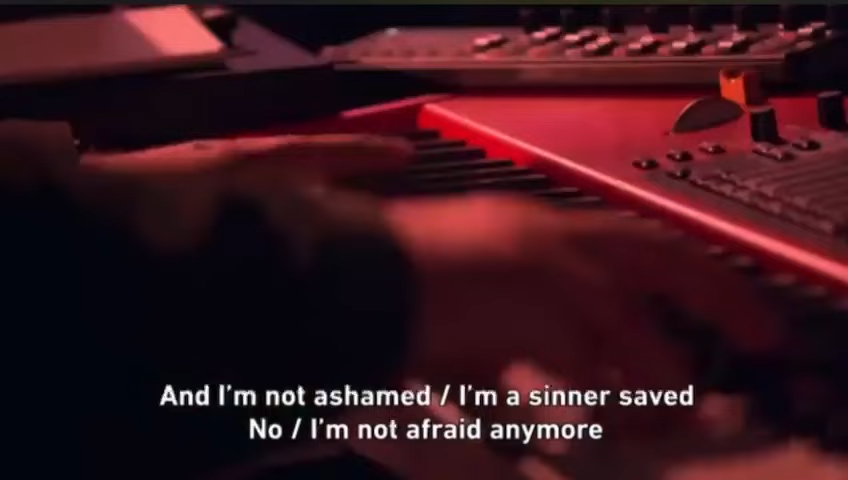 And I'm not ashamed / I'm a sinner saved
No / I'm not afraid anymore